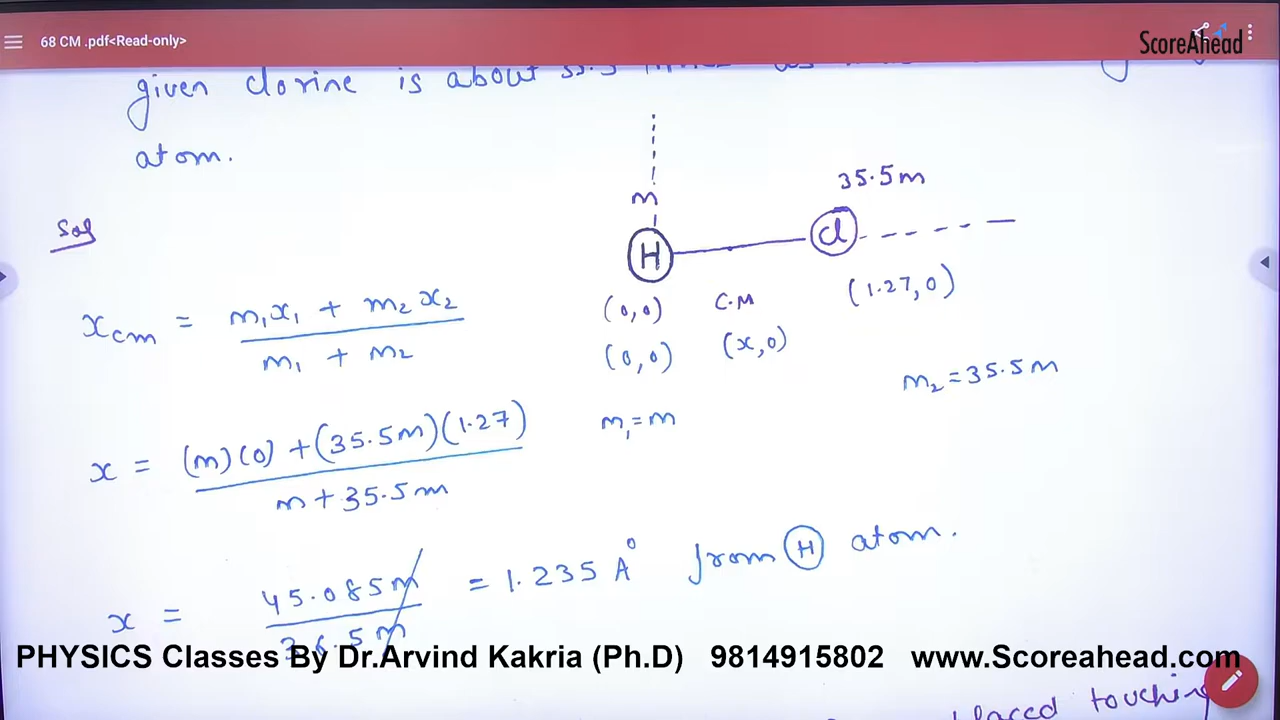 68 CM .pdf<Read-only>
ScoreAhead
given clorine is about
atom.
35.5m
m
Sol
H
Cl
(0,0)
C.M
(1.27,0)
xcm = m₁x₁ + m₂x₂
m₁ + m₂
(0,0)
(x,0)
m₂ = 35.5m
m₁ = m
x = (m)(0) + (35.5m)(1.27)
m + 35.5m
x = 45.085m = 1.235 A° from H atom.
36.5m
PHYSICS Classes By Dr.Arvind Kakria (Ph.D) 9814915802 www.Scoreahead.com
placed touching